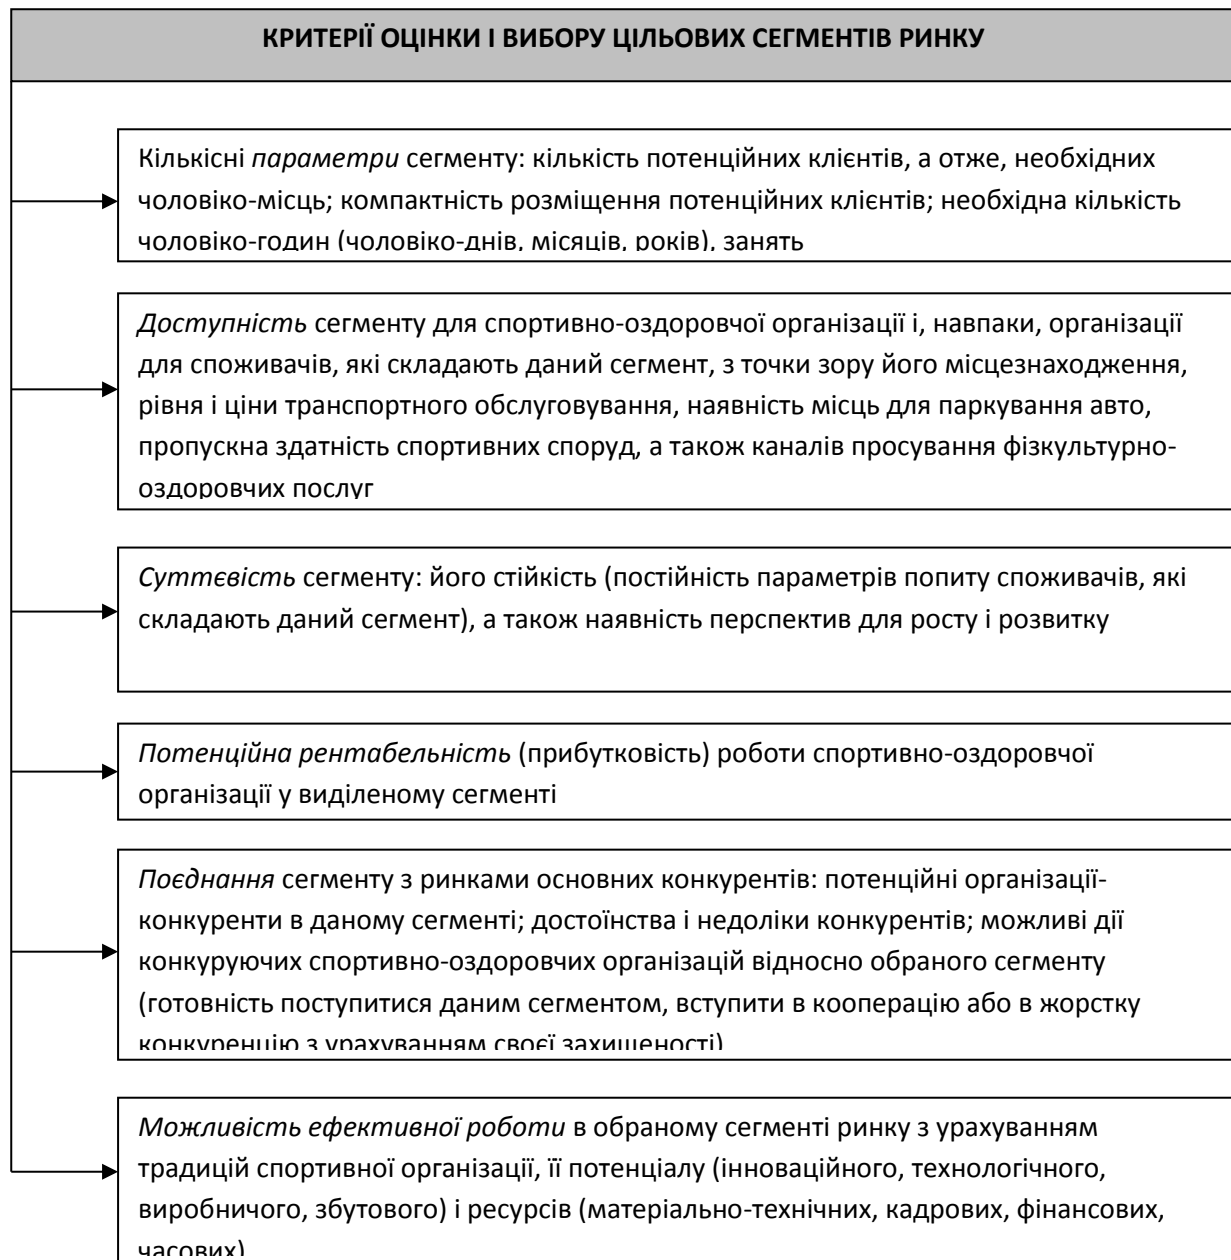 КРИТЕРІЇ ОЦІНКИ І ВИБОРУ ЦІЛЬОВИХ СЕГМЕНТІВ РИНКУ
Кількісні параметри сегменту: кількість потенційних клієнтів, а отже, необхідних
чоловіко-місць; компактність розміщення потенційних клієнтів; необхідна кількість
чоловіко-годин (чоловіко-днів, місяців, років), занять
Доступність сегменту для спортивно-оздоровчої організації і, навпаки, організації
для споживачів, які складають даний сегмент, з точки зору його місцезнаходження,
рівня і ціни транспортного обслуговування, наявність місць для паркування авто,
пропускна здатність спортивних споруд, а також каналів просування фізкультурно-
оздоровчих послуг
Суттєвість сегменту: його стійкість (постійність параметрів попиту споживачів, які
складають даний сегмент), а також наявність перспектив для росту і розвитку
Потенційна рентабельність (прибутковість) роботи спортивно-оздоровчої
організації у виділеному сегменті
Поєднання сегменту з ринками основних конкурентів: потенційні організації-
конкуренти в даному сегменті; достоїнства і недоліки конкурентів; можливі дії
конкуруючих спортивно-оздоровчих організацій відносно обраного сегменту
(готовність поступитися даним сегментом, вступити в кооперацію або в жорстку
конкуренцію з урахуванням своєї захищеності)
Можливість ефективної роботи в обраному сегменті ринку з урахуванням
традицій спортивної організації, її потенціалу (інноваційного, технологічного,
виробничого, збутового) і ресурсів (матеріально-технічних, кадрових, фінансових,
часових)